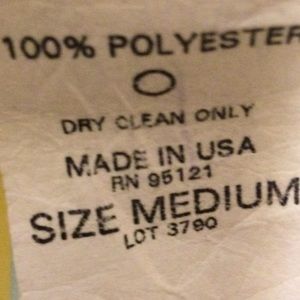 100% POLYESTER
DRY CLEAN ONLY
MADE IN USA
RN 95121
SIZE MEDIUM
LOT 3790